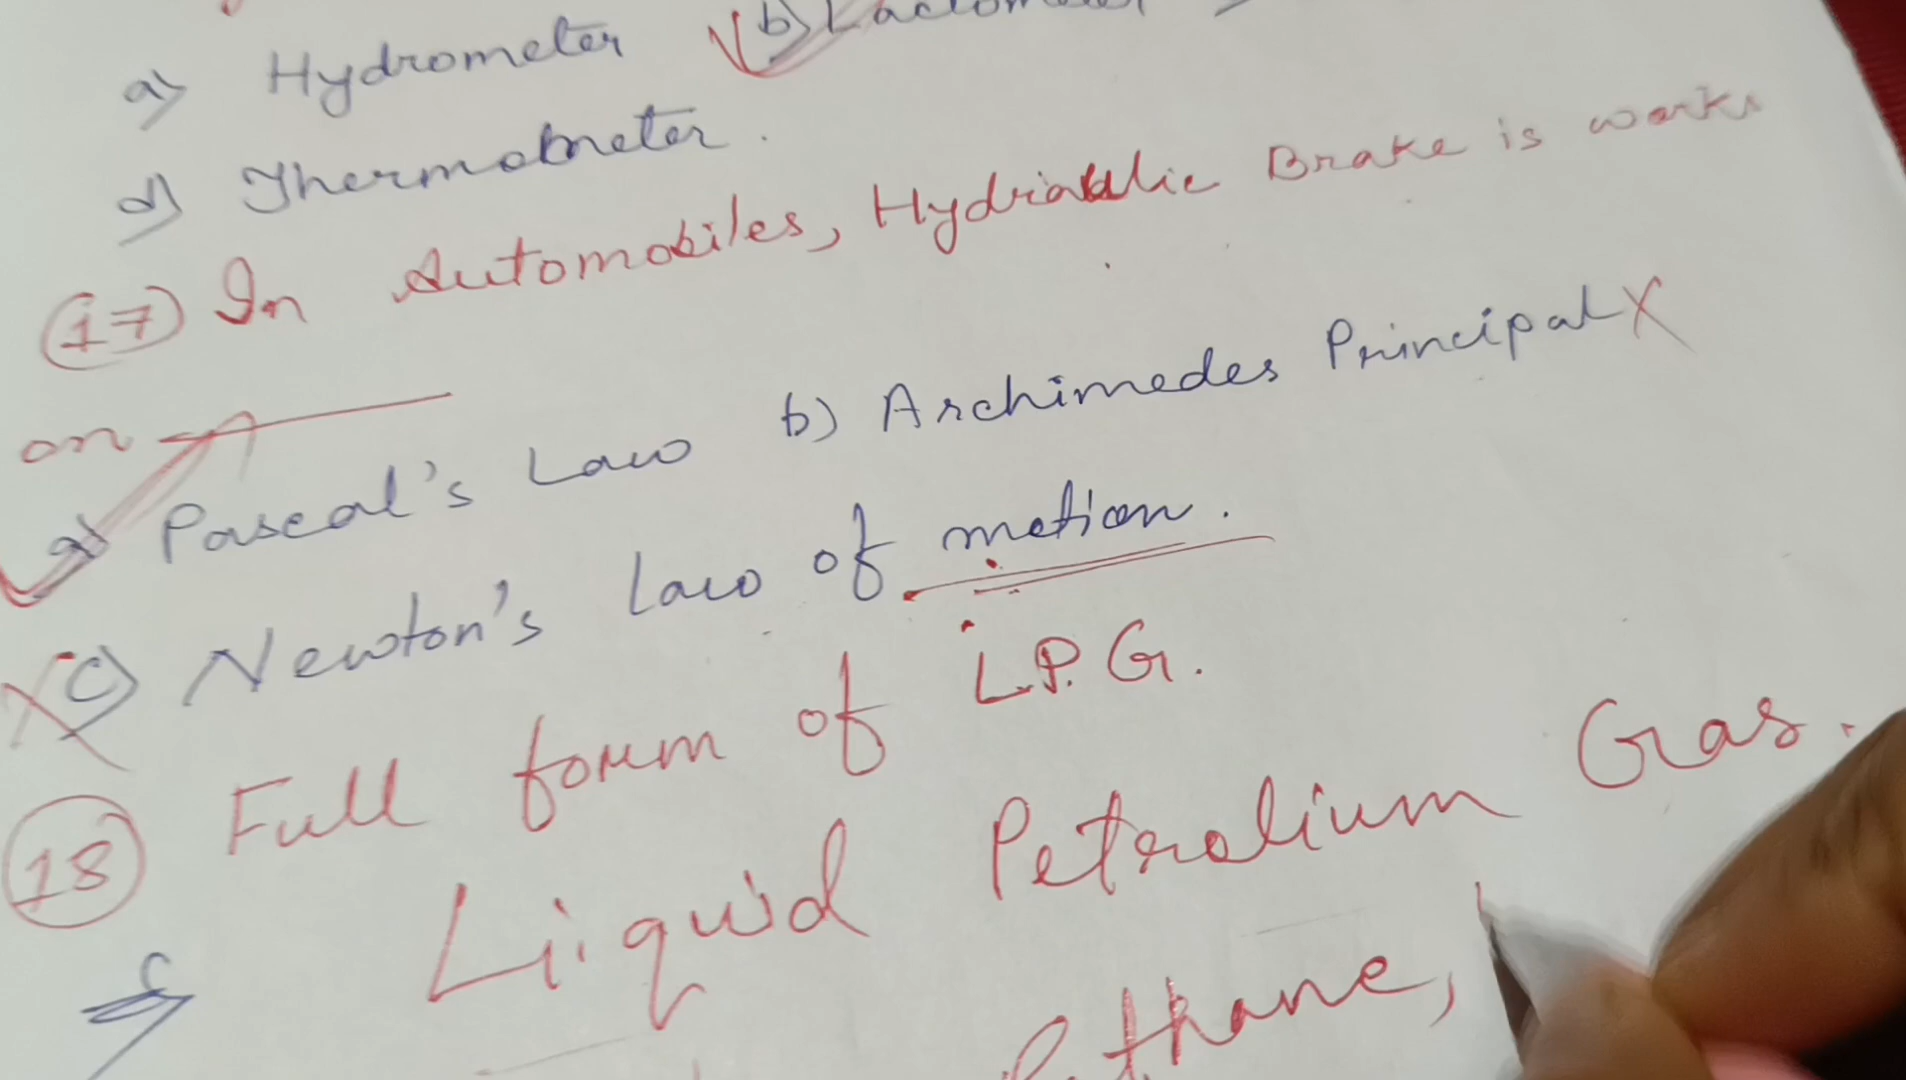 a) Hydrometer b) Lactometer
d) Thermometer.
(17) In Automobiles, Hydraulic Brake is works
on
a) Pascal's Law b) Archimedes Principal X
c) Newton's law of motion.
(18) Full form of L.P.G.
Liquid Petrolium Gas.